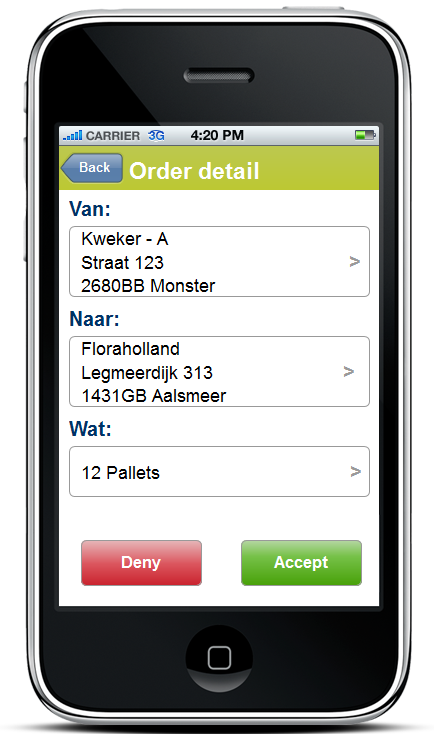 CARRIER 3G 4:20 PM
Back Order detail
Van:
Kweker - A
Straat 123
2680BB Monster
>
Naar:
Floraholland
Legmeerdijk 313
1431GB Aalsmeer
>
Wat:
12 Pallets >
Deny Accept